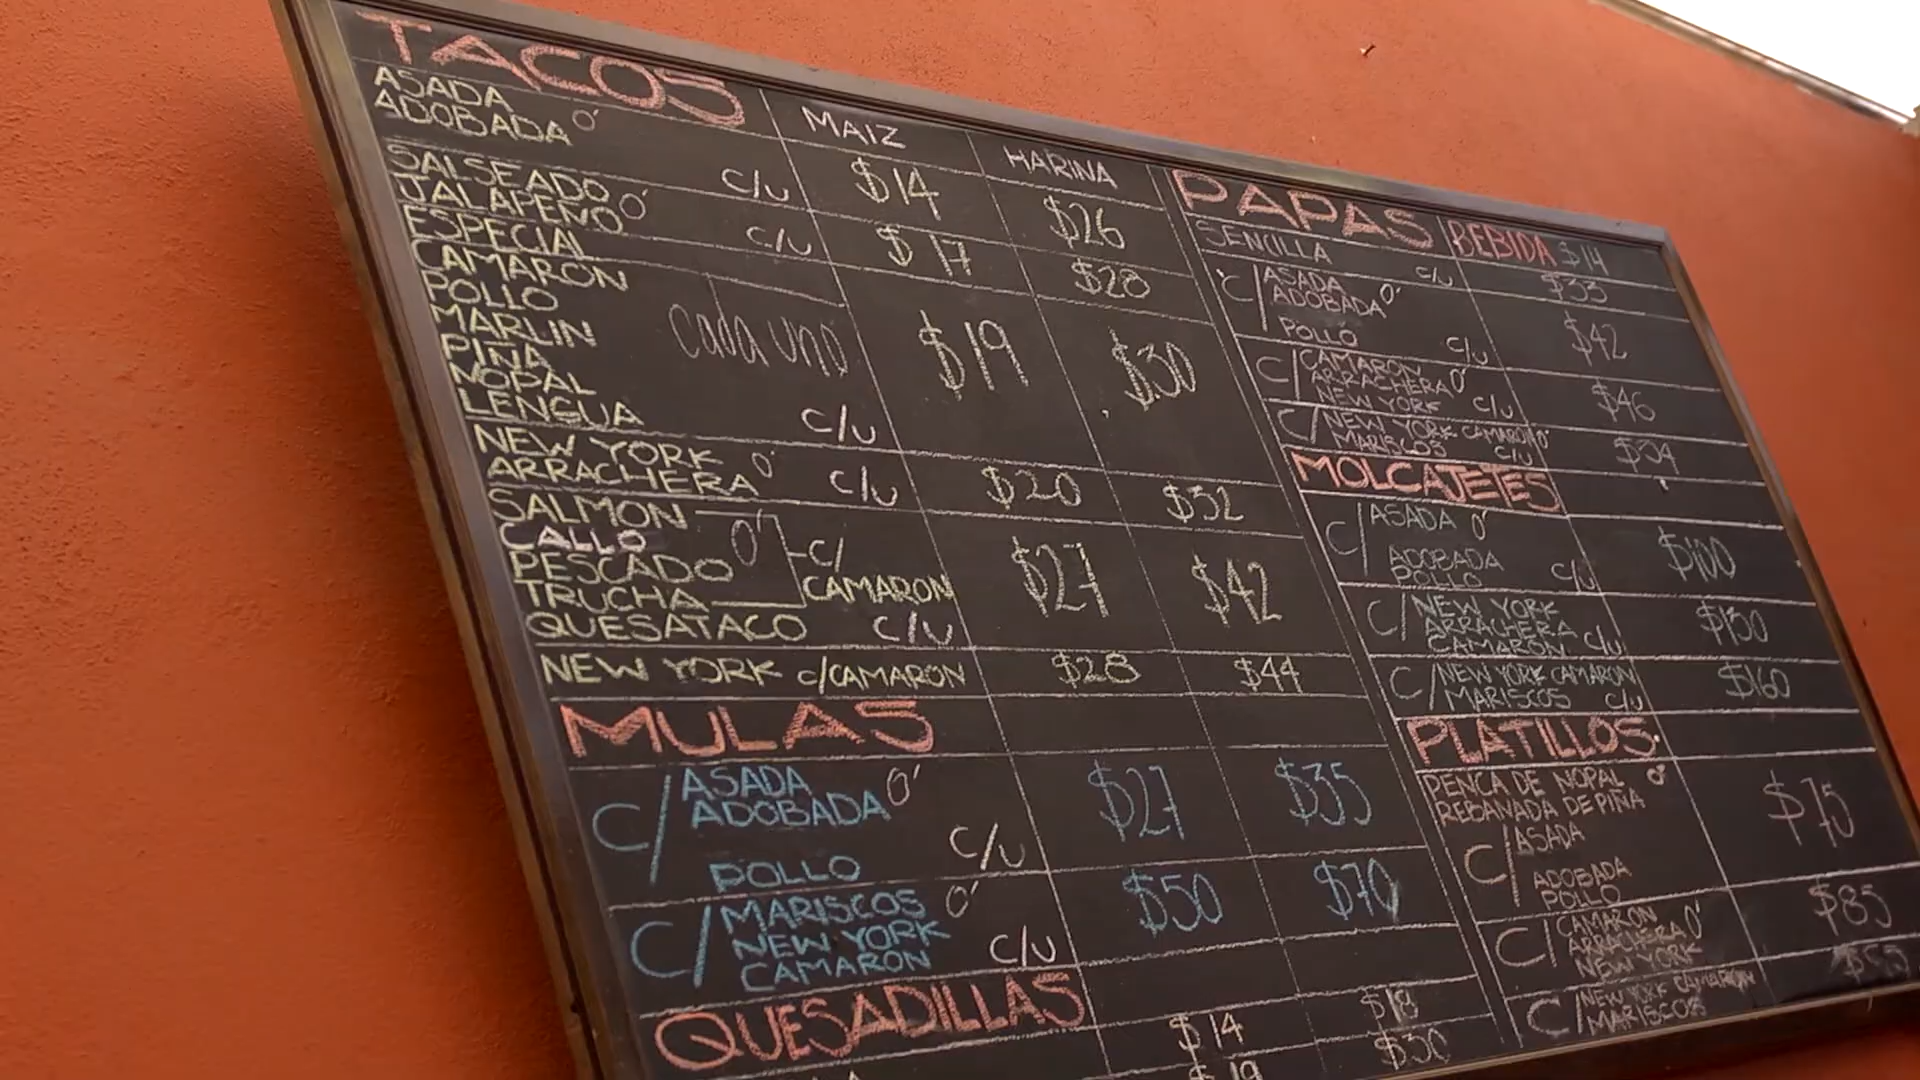 TACOS
MAIZ
HARINA
ASADA O'
ADOBADA
C/U $14 $26
SALSEADO O'
JALAPEÑO
C/U $17 $28
ESPECIAL
CAMARON
POLLO
MARLIN
PIÑA
NOPAL
LENGUA
cada uno
C/U $19 $30
NEW YORK O'
ARRACHERA C/U $20 $32
SALMON
CALLO O'
PESCADO C/
TRUCHA CAMARON
QUESATACO C/U
$27 $42
NEW YORK C/CAMARON $28 $44
MULAS
C/ ASADA O'
ADOBADA
POLLO C/U $27 $35
C/ MARISCOS O'
NEW YORK
CAMARON C/U $50 $70
QUESADILLAS
$14 $18
$19 $30
PAPAS
BEBIDA $14
SENCILLA C/U $35
C/ ASADA O'
ADOBADA
POLLO C/U $42
C/ CAMARON O'
ARRACHERA
NEW YORK C/U $46
C/ NEW YORK CAMARON O'
MARISCOS C/U $54
MOLCAJETES
C/ ASADA O'
ADOBADA
POLLO C/U $100
C/ NEW YORK
ARRACHERA
CAMARON C/U $150
C/ NEW YORK CAMARON
MARISCOS C/U $160
PLATILLOS
PENCA DE NOPAL O'
REBANADA DE PIÑA
C/ ASADA
ADOBADA
POLLO $75
C/ CAMARON O'
ARRACHERA
NEW YORK $85
C/ NEW YORK CAMARON
MARISCOS